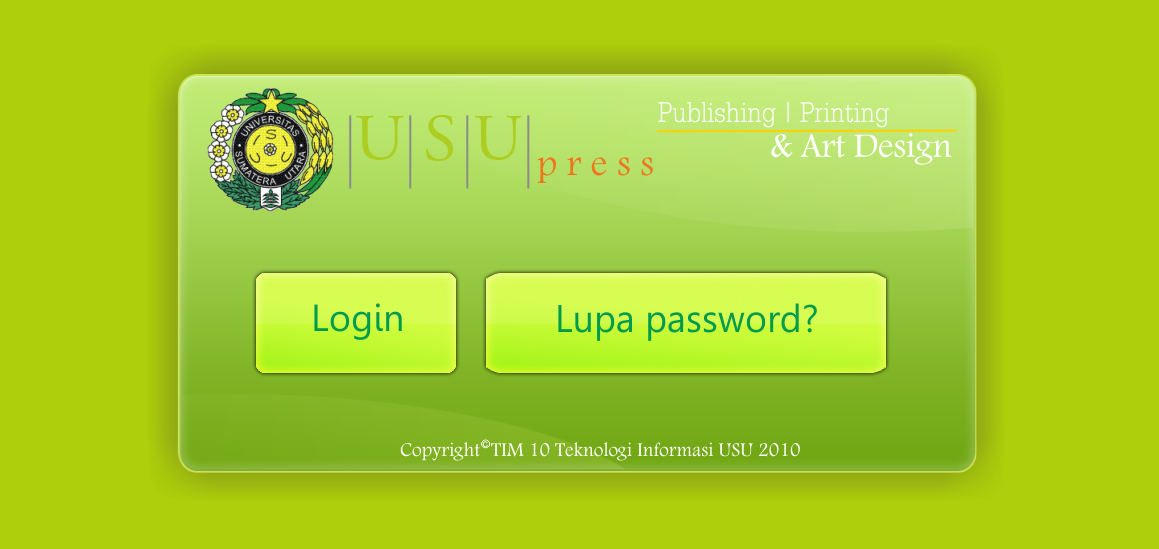 UNIVERSITAS
S
U U
SUMATERA UTARA
U S U
press
Publishing | Printing
& Art Design
Login
Lupa password?
Copyright©TIM 10 Teknologi Informasi USU 2010